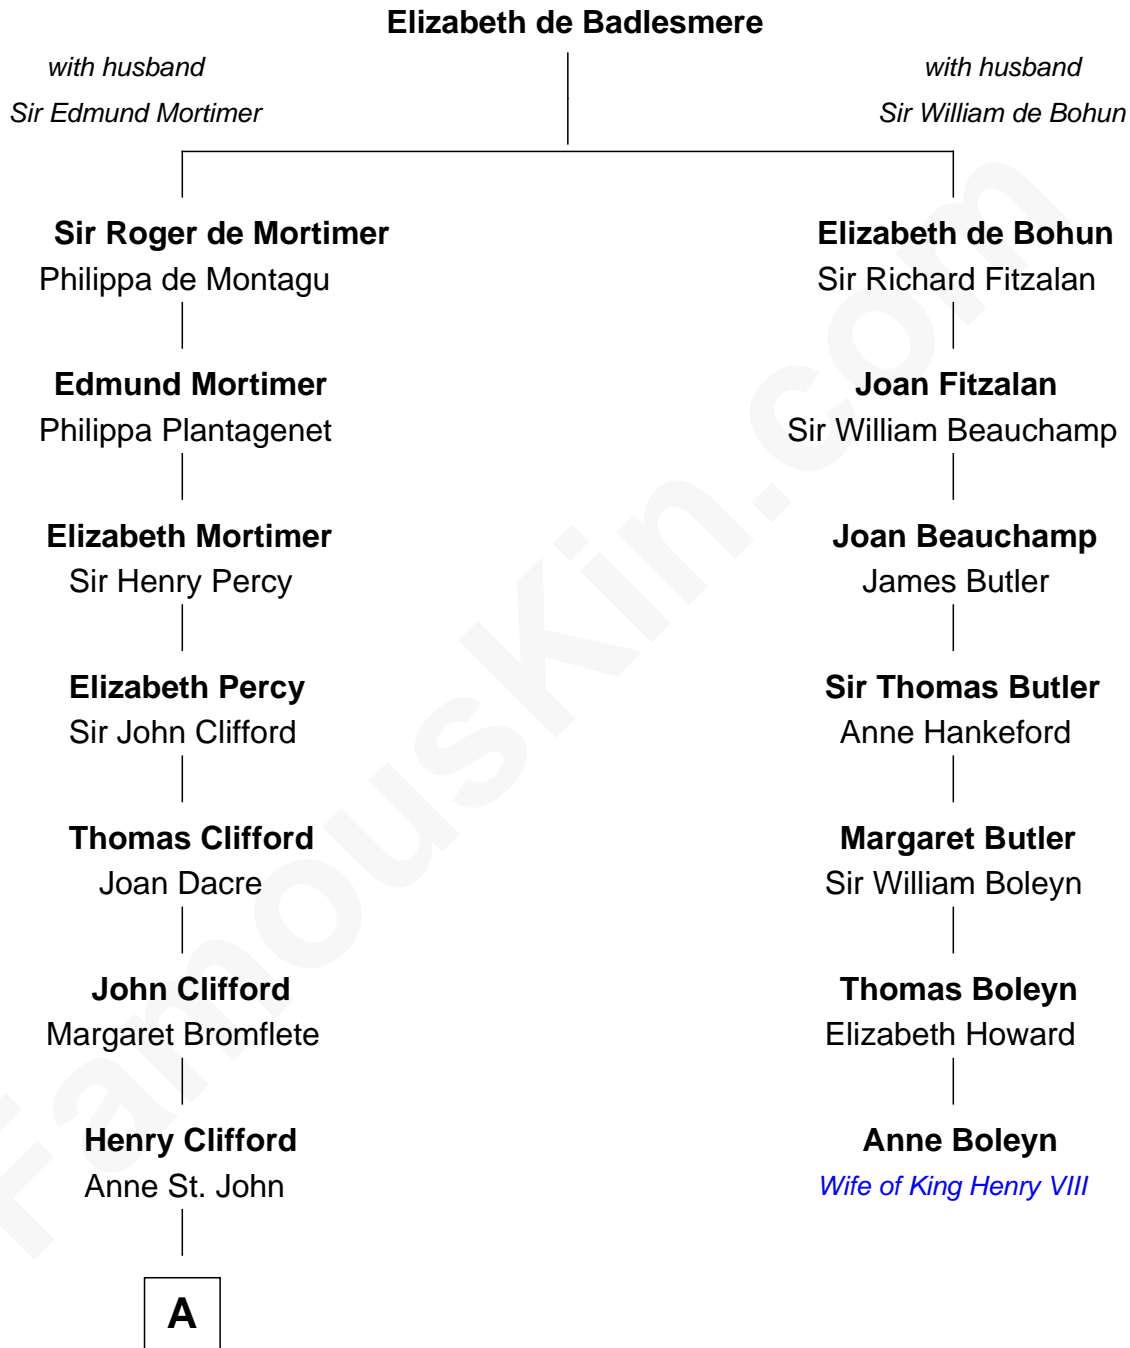 Elizabeth de Badlesmere
with husband
Sir Edmund Mortimer
with husband
Sir William de Bohun
Sir Roger de Mortimer
Philippa de Montagu
Edmund Mortimer
Philippa Plantagenet
Elizabeth Mortimer
Sir Henry Percy
Elizabeth Percy
Sir John Clifford
Thomas Clifford
Joan Dacre
John Clifford
Margaret Bromflete
Henry Clifford
Anne St. John
A
Elizabeth de Bohun
Sir Richard Fitzalan
Joan Fitzalan
Sir William Beauchamp
Joan Beauchamp
James Butler
Sir Thomas Butler
Anne Hankeford
Margaret Butler
Sir William Boleyn
Thomas Boleyn
Elizabeth Howard
Anne Boleyn
Wife of King Henry VIII
FamousKin.com